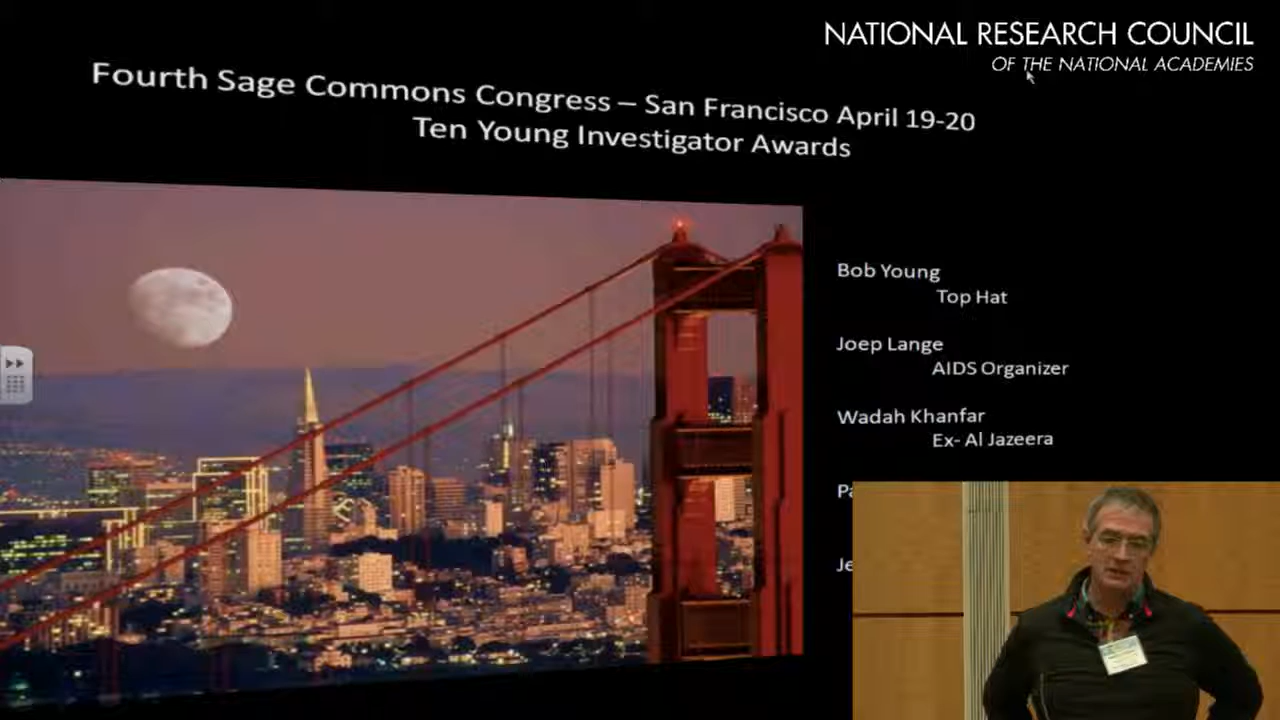 NATIONAL RESEARCH COUNCIL
OF THE NATIONAL ACADEMIES
Fourth Sage Commons Congress – San Francisco April 19-20
Ten Young Investigator Awards
Bob Young
Top Hat
Joep Lange
AIDS Organizer
Wadah Khanfar
Ex- Al Jazeera